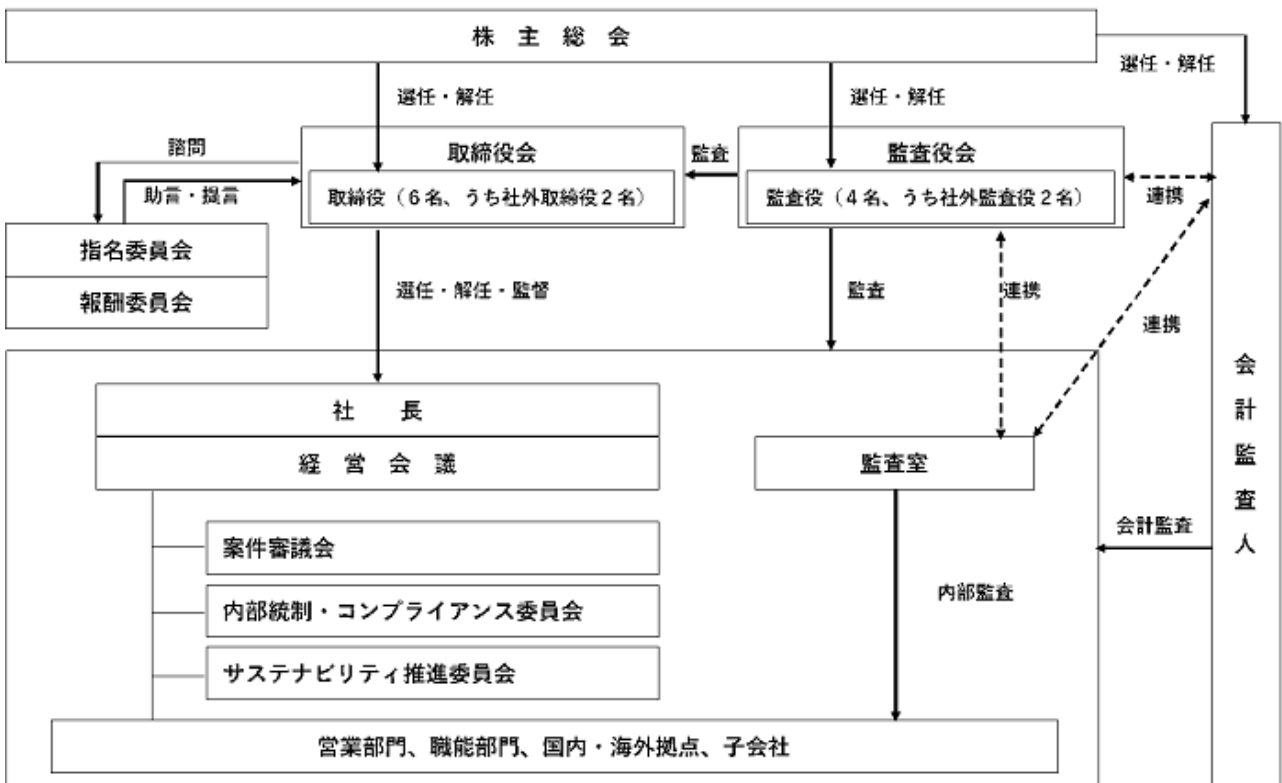 株 主 総 会
選任・解任
選任・解任
選任・解任
諮問
取締役会
監査
監査役会
助言・提言
取締役（6名、うち社外取締役2名）
監査役（4名、うち社外監査役2名）
連携
指名委員会
報酬委員会
選任・解任・監督
監査
連携
連携
会計監査人
社 長
経 営 会 議
監査室
案件審議会
会計監査
内部統制・コンプライアンス委員会
内部監査
サステナビリティ推進委員会
営業部門、職能部門、国内・海外拠点、子会社